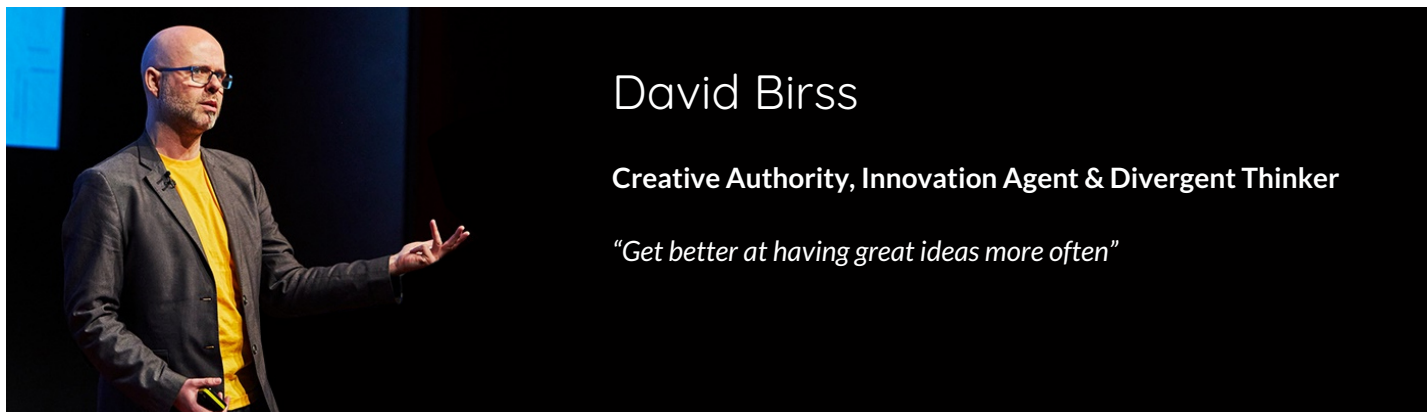 David Birss
Creative Authority, Innovation Agent & Divergent Thinker
“Get better at having great ideas more often”